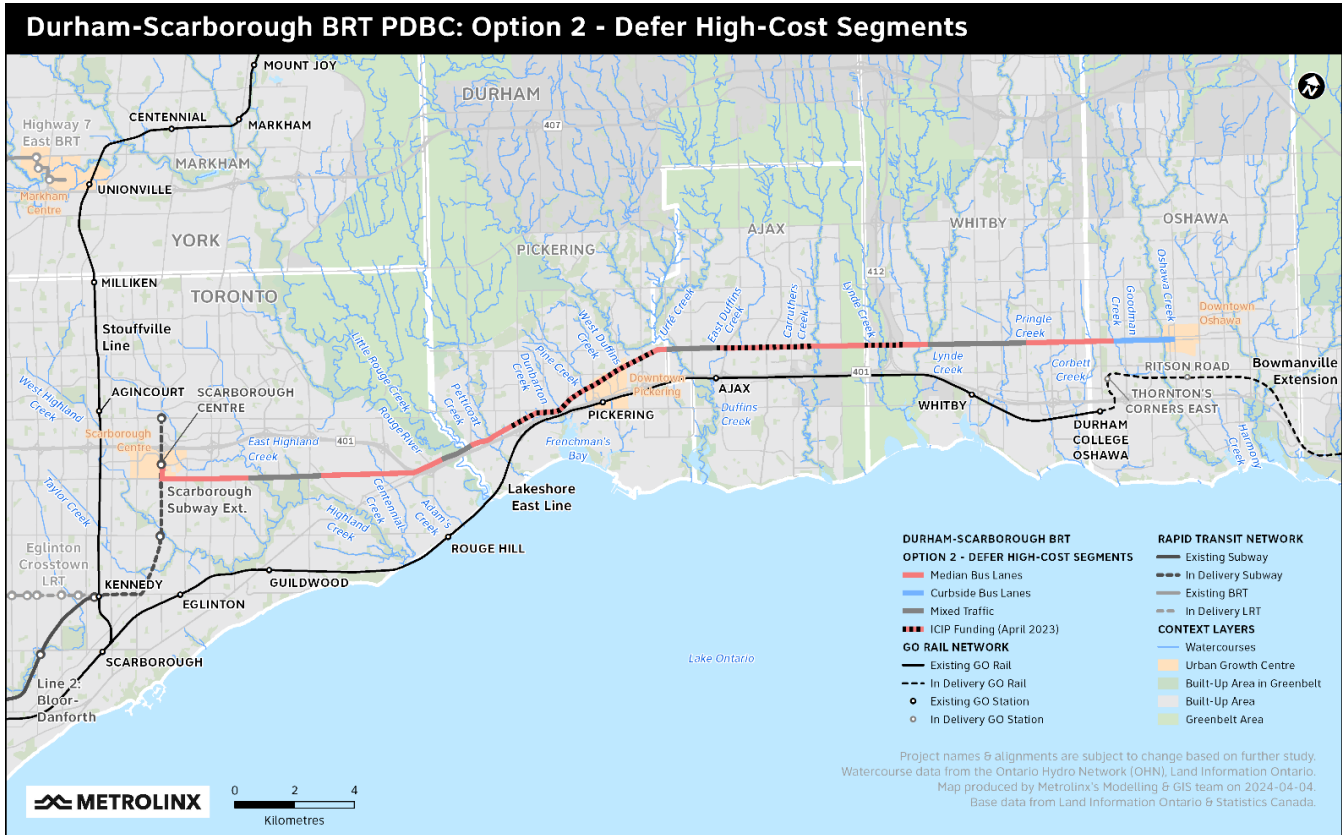 Durham-Scarborough BRT PDBC: Option 2 - Defer High-Cost Segments
MOUNT JOY
DURHAM
N
CENTENNIAL
MARKHAM
Highway 7
East BRT
407
MARKHAM
UNIONVILLE
Markham
Centre
YORK
PICKERING
AJAX
WHITBY
OSHAWA
412
MILLIKEN
TORONTO
Stouffville
Line
Little Rouge Creek
Rouge River
Petticoat
Creek
Dunbarton
Creek
Pine Creek
West Duffins
Creek
Urfé Creek
East Duffins
Creek
Carruthers
Creek
Lynde Creek
Pringle
Creek
Goodman
Creek
Oshawa Creek
Downtown
Oshawa
West Highland
Creek
AGINCOURT
SCARBOROUGH
CENTRE
Scarborough
Centre
East Highland
Creek
401
Downtown
Pickering
PICKERING
AJAX
Duffins
Creek
401
Lynde
Creek
WHITBY
Corbett
Creek
RITSON ROAD
THORNTON'S
CORNERS EAST
Bowmanville
Extension
DURHAM
COLLEGE
OSHAWA
Harmony
Creek
Frenchman's
Bay
Scarborough
Subway Ext.
Taylor Creek
Highland
Creek
Centennial
Creek
Adam's
Creek
Lakeshore
East Line
ROUGE HILL
Eglinton
Crosstown
LRT
KENNEDY
GUILDWOOD
EGLINTON
SCARBOROUGH
Line 2:
Bloor-
Danforth
Lake Ontario
DURHAM-SCARBOROUGH BRT
OPTION 2 - DEFER HIGH-COST SEGMENTS
Median Bus Lanes
Curbside Bus Lanes
Mixed Traffic
ICIP Funding (April 2023)
GO RAIL NETWORK
Existing GO Rail
In Delivery GO Rail
Existing GO Station
In Delivery GO Station
RAPID TRANSIT NETWORK
Existing Subway
In Delivery Subway
Existing BRT
In Delivery LRT
CONTEXT LAYERS
Watercourses
Urban Growth Centre
Built-Up Area in Greenbelt
Built-Up Area
Greenbelt Area
Project names & alignments are subject to change based on further study.
Watercourse data from the Ontario Hydro Network (OHN), Land Information Ontario.
Map produced by Metrolinx's Modelling & GIS team on 2024-04-04.
Base data from Land Information Ontario & Statistics Canada.
METROLINX
0 2 4
Kilometres